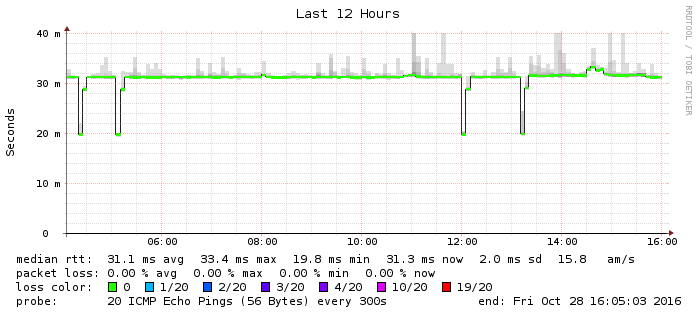 Last 12 Hours
RRDTOOL / TOBI OETIKER
Seconds
40 m
30 m
20 m
10 m
0
06:00 08:00 10:00 12:00 14:00 16:00
median rtt: 31.1 ms avg 33.4 ms max 19.8 ms min 31.3 ms now 2.0 ms sd 15.8 am/s
packet loss: 0.00 % avg 0.00 % max 0.00 % min 0.00 % now
loss color: 0 1/20 2/20 3/20 4/20 10/20 19/20
probe: 20 ICMP Echo Pings (56 Bytes) every 300s end: Fri Oct 28 16:05:03 2016